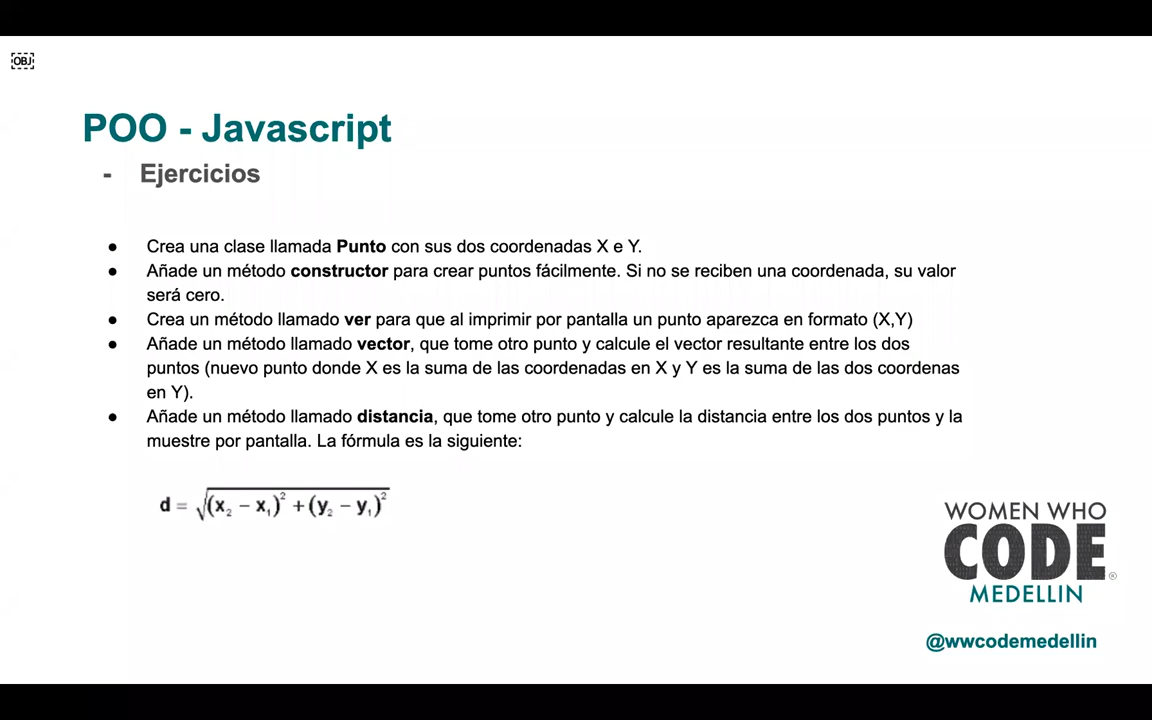 OBJ
POO - Javascript
- Ejercicios
● Crea una clase llamada Punto con sus dos coordenadas X e Y.
● Añade un método constructor para crear puntos fácilmente. Si no se reciben una coordenada, su valor
será cero.
● Crea un método llamado ver para que al imprimir por pantalla un punto aparezca en formato (X,Y)
● Añade un método llamado vector, que tome otro punto y calcule el vector resultante entre los dos
puntos (nuevo punto donde X es la suma de las coordenadas en X y Y es la suma de las dos coordenas
en Y).
● Añade un método llamado distancia, que tome otro punto y calcule la distancia entre los dos puntos y la
muestre por pantalla. La fórmula es la siguiente:
d = √(x₂ − x₁)² + (y₂ − y₁)²
WOMEN WHO
CODE®
MEDELLIN
@wwcodemedellin